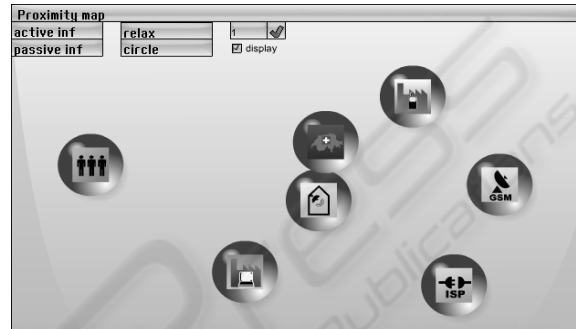 Proximity map
active inf relax 1
passive inf circle display
GSM
ISP